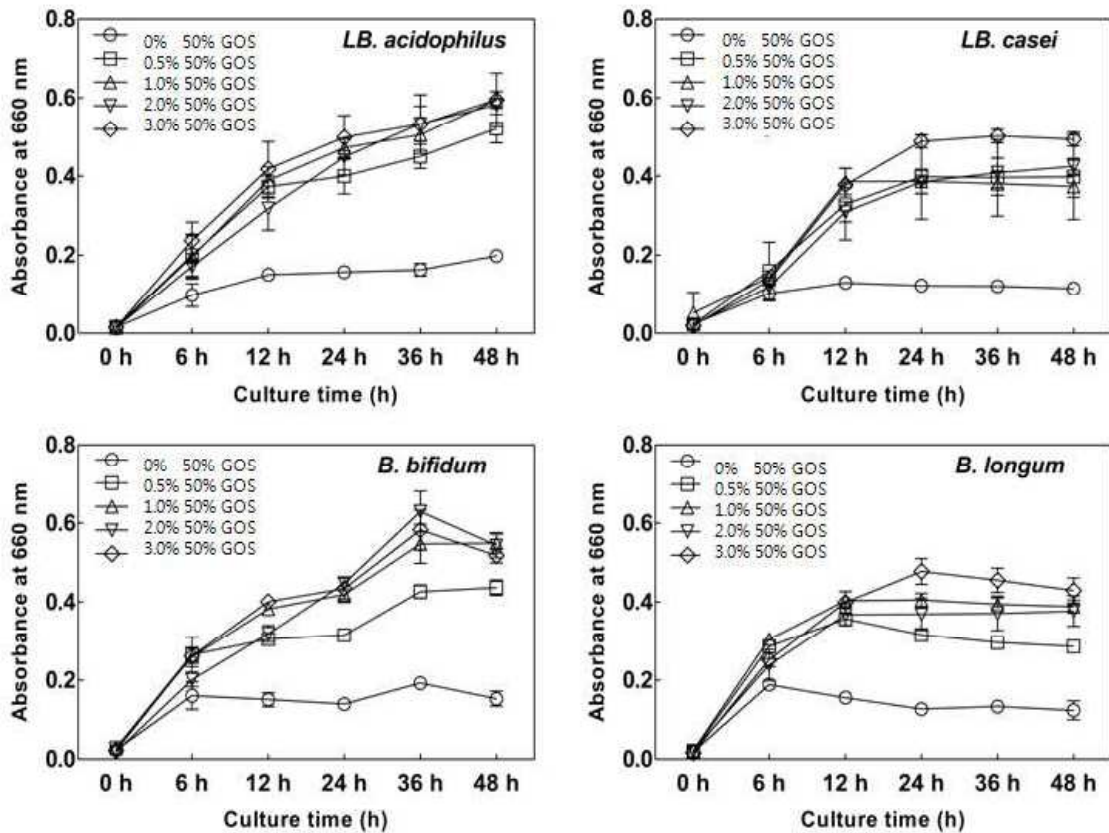 LB. acidophilus
0% 50% GOS
0.5% 50% GOS
1.0% 50% GOS
2.0% 50% GOS
3.0% 50% GOS
Absorbance at 660 nm
0.8
0.6
0.4
0.2
0.0
0 h 6 h 12 h 24 h 36 h 48 h
Culture time (h)
LB. casei
0% 50% GOS
0.5% 50% GOS
1.0% 50% GOS
2.0% 50% GOS
3.0% 50% GOS
Absorbance at 660 nm
0.8
0.6
0.4
0.2
0.0
0 h 6 h 12 h 24 h 36 h 48 h
Culture time (h)
B. bifidum
0% 50% GOS
0.5% 50% GOS
1.0% 50% GOS
2.0% 50% GOS
3.0% 50% GOS
Absorbance at 660 nm
0.8
0.6
0.4
0.2
0.0
0 h 6 h 12 h 24 h 36 h 48 h
Culture time (h)
B. longum
0% 50% GOS
0.5% 50% GOS
1.0% 50% GOS
2.0% 50% GOS
3.0% 50% GOS
Absorbance at 660 nm
0.8
0.6
0.4
0.2
0.0
0 h 6 h 12 h 24 h 36 h 48 h
Culture time (h)